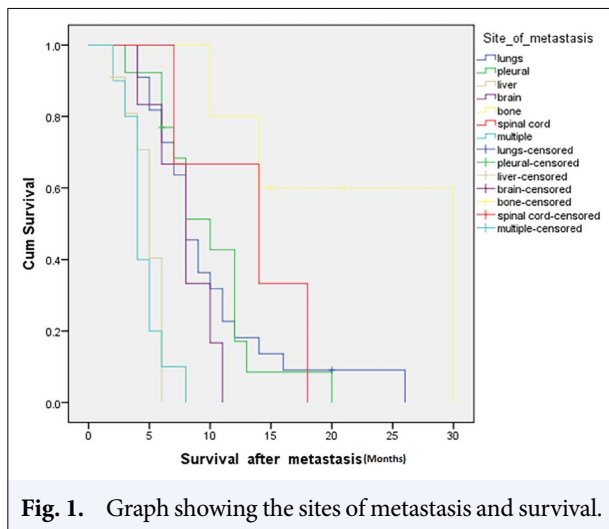 Site_of_metastasis
lungs
pleural
liver
brain
bone
spinal cord
multiple
lungs-censored
pleural-censored
liver-censored
brain-censored
bone-censored
spinal cord-censored
multiple-censored
Cum Survival
1.0
0.8
0.6
0.4
0.2
0.0
0 5 10 15 20 25 30
Survival after metastasis(Months)
Fig. 1. Graph showing the sites of metastasis and survival.